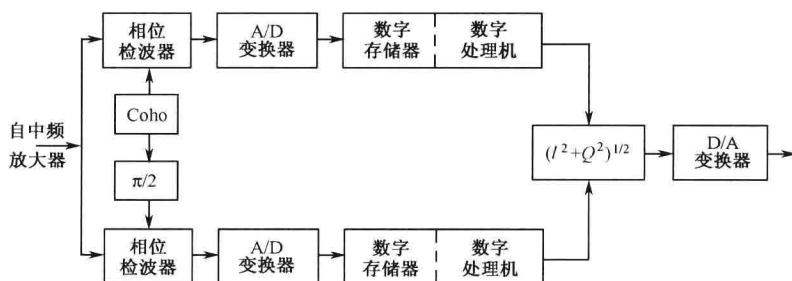 相位
检波器
A/D
变换器
数字
存储器
数字
处理机
Coho
自中频
放大器
π/2
(I²+Q²)^{1/2}
D/A
变换器
相位
检波器
A/D
变换器
数字
存储器
数字
处理机